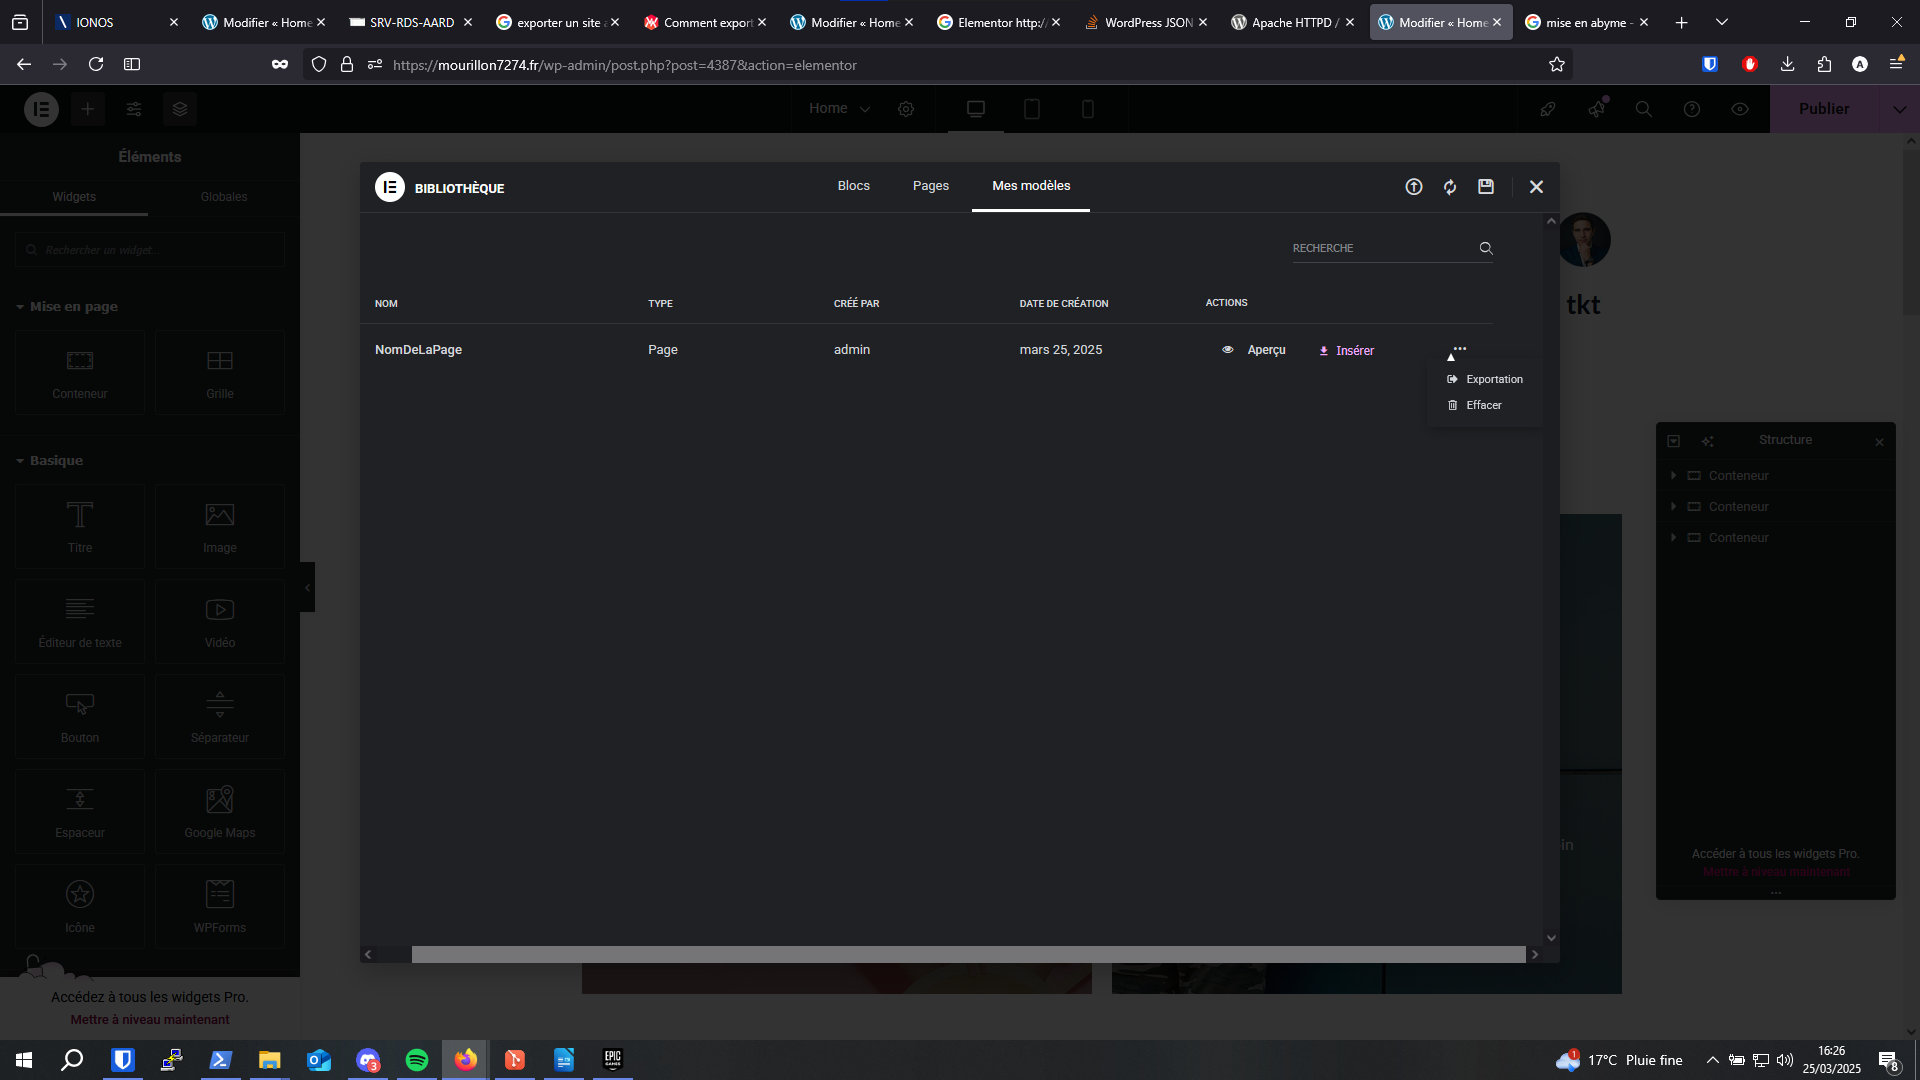 IONOS
Modifier « Home
SRV-RDS-AARD
exporter un site
Comment export
Modifier « Home
Elementor http:/
WordPress JSON
Apache HTTPD /
Modifier « Home
mise en abyme -
https://mourillon7274.fr/wp-admin/post.php?post=4387&action=elementor
Home
Publier
Éléments
Widgets
Globales
Rechercher un widget...
Mise en page
Conteneur
Grille
Basique
Titre
Image
Éditeur de texte
Vidéo
Bouton
Séparateur
Espaceur
Google Maps
Icône
WPForms
Accédez à tous les widgets Pro.
Mettre à niveau maintenant
BIBLIOTHÈQUE
Blocs
Pages
Mes modèles
RECHERCHE
NOM
TYPE
CRÉÉ PAR
DATE DE CRÉATION
ACTIONS
NomDeLaPage
Page
admin
mars 25, 2025
Aperçu
Insérer
Exportation
Effacer
tkt
Structure
Conteneur
Conteneur
Conteneur
in
Accéder à tous les widgets Pro.
Mettre à niveau maintenant
3
EPIC
GAMES
1
17°C Pluie fine
16:26
25/03/2025
8